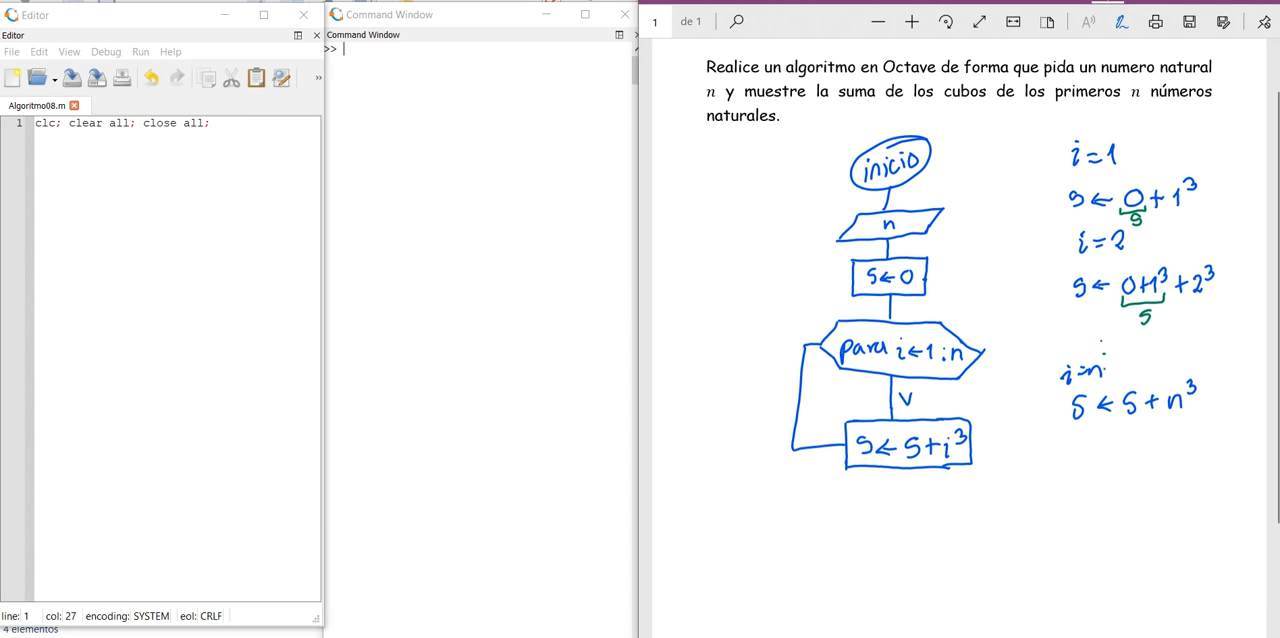 Editor
Editor
File Edit View Debug Run Help
»
Algoritmo08.m
1 clc; clear all; close all;
line: 1 col: 27 encoding: SYSTEM eol: CRLF
4 elementos
Command Window
Command Window
>>
1 de 1
Realice un algoritmo en Octave de forma que pida un numero natural
n y muestre la suma de los cubos de los primeros n números
naturales.
inicio
n
S←0
para i←1:n
V
S←S+i³
i=1
S←0+1³
S
i=2
S←0+1³+2³
S
⋮
i=n
S←S+n³